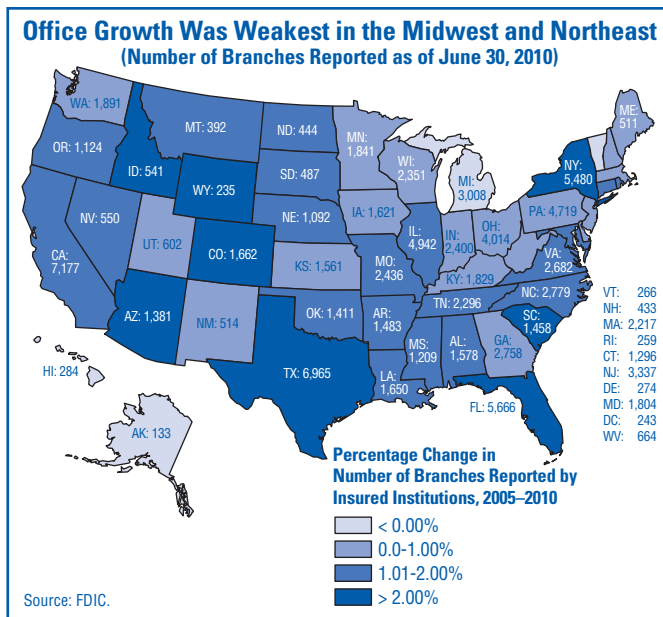 Office Growth Was Weakest in the Midwest and Northeast
(Number of Branches Reported as of June 30, 2010)
WA: 1,891
ME:
511
MT: 392
ND: 444
MN:
1,841
OR: 1,124
WI:
2,351
NY:
5,480
ID: 541
SD: 487
MI:
3,008
WY: 235
PA: 4,719
IA: 1,621
NE: 1,092
OH:
4,014
NV: 550
IL:
4,942
IN:
2,400
UT: 602
CO: 1,662
VA:
2,682
CA:
7,177
KS: 1,561
MO:
2,436
KY: 1,829
NC: 2,779
TN: 2,296
OK: 1,411
AR:
1,483
SC:
1,458
AZ: 1,381
NM: 514
MS:
1,209
AL:
1,578
GA:
2,758
TX: 6,965
LA:
1,650
HI: 284
FL: 5,666
AK: 133
VT: 266
NH: 433
MA: 2,217
RI: 259
CT: 1,296
NJ: 3,337
DE: 274
MD: 1,804
DC: 243
WV: 664
Percentage Change in
Number of Branches Reported by
Insured Institutions, 2005–2010
< 0.00%
0.0-1.00%
1.01-2.00%
> 2.00%
Source: FDIC.